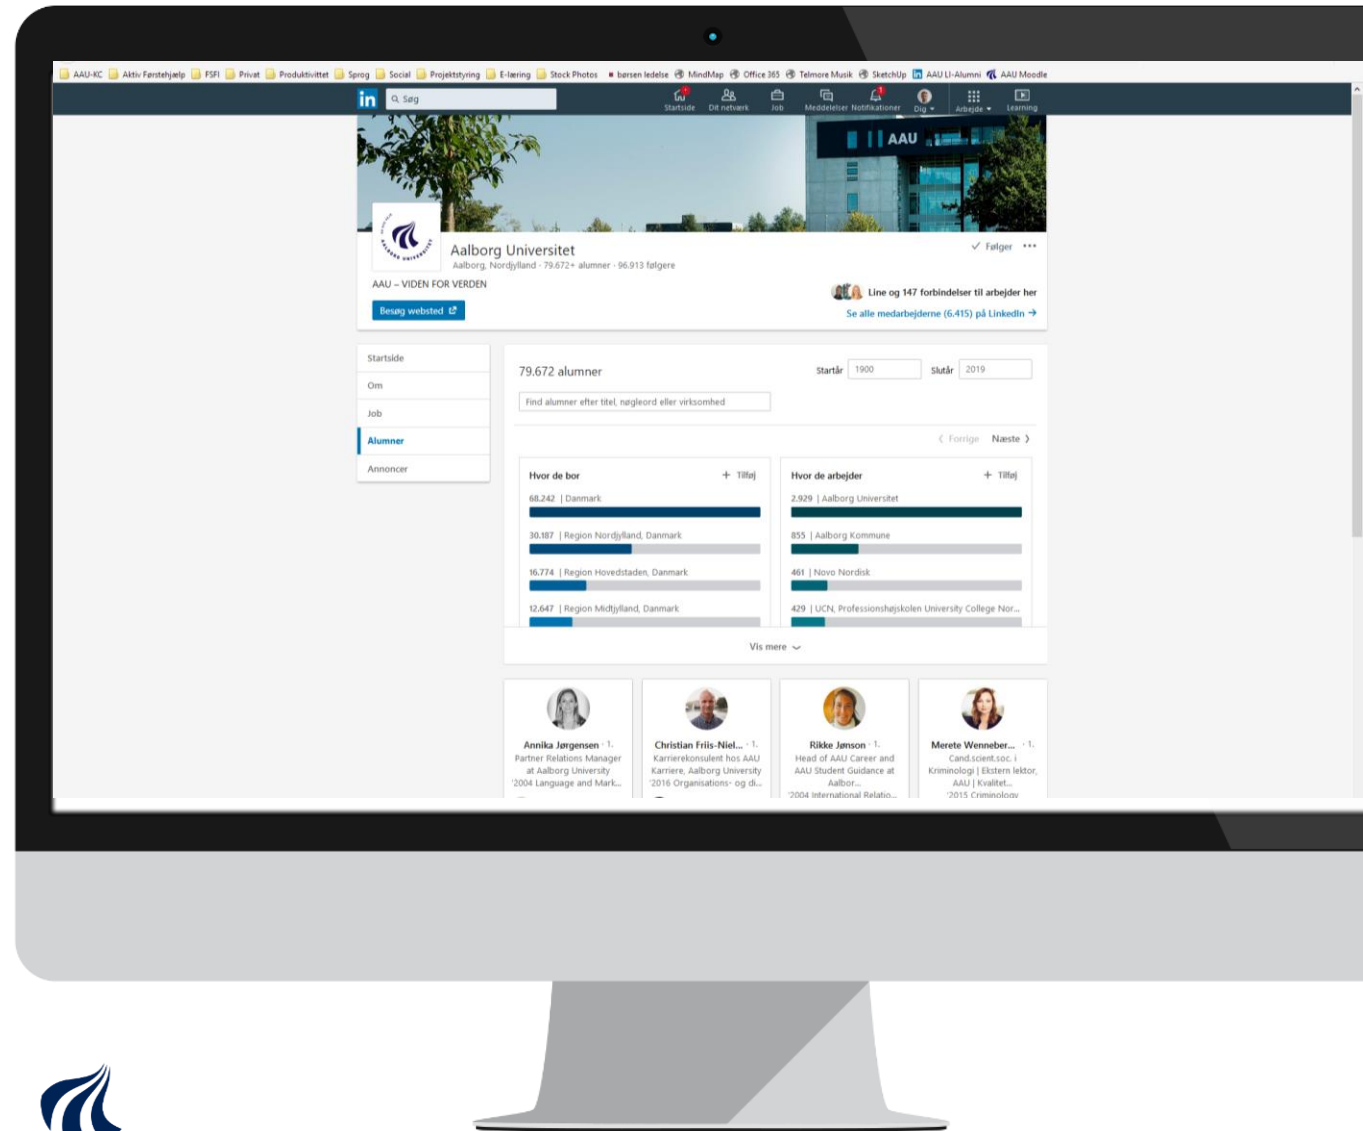 AAU-KC Aktiv Førstehjælp FSFI Privat Produktivittet Sprog Social Projektstyring E-læring Stock Photos børsen ledelse MindMap Office 365 Telmore Musik SketchUp AAU LI-Alumni AAU Moodle
in Søg Startside Dit netværk Job Meddelelser Notifikationer Dig Arbejde Learning
AAU
AALBORG UNIVERSITET
Aalborg Universitet
✓ Følger •••
Aalborg, Nordjylland · 79.672+ alumner · 96.913 følgere
AAU – VIDEN FOR VERDEN
Line og 147 forbindelser til arbejder her
Besøg websted
Se alle medarbejderne (6.415) på LinkedIn →
Startside
Om
Job
Alumner
Annoncer
79.672 alumner
Startår 1900 Slutår 2019
Find alumner efter titel, nøgleord eller virksomhed
Forrige Næste
Hvor de bor + Tilføj
68.242 | Danmark
30.187 | Region Nordjylland, Danmark
16.774 | Region Hovedstaden, Danmark
12.647 | Region Midtjylland, Danmark
Hvor de arbejder + Tilføj
2.929 | Aalborg Universitet
855 | Aalborg Kommune
461 | Novo Nordisk
429 | UCN, Professionshøjskolen University College Nor...
Vis mere
Annika Jørgensen · 1.
Partner Relations Manager
at Aalborg University
'2004 Language and Mark...
Christian Friis-Niel... · 1.
Karrierekonsulent hos AAU
Karriere, Aalborg University
'2016 Organisations- og di...
Rikke Jønson · 1.
Head of AAU Career and
AAU Student Guidance at
Aalbor...
'2004 International Relatio...
Merete Wenneber... · 1.
Cand.scient.soc. i
Kriminologi | Ekstern lektor,
AAU | Kvalitet...
'2015 Criminology